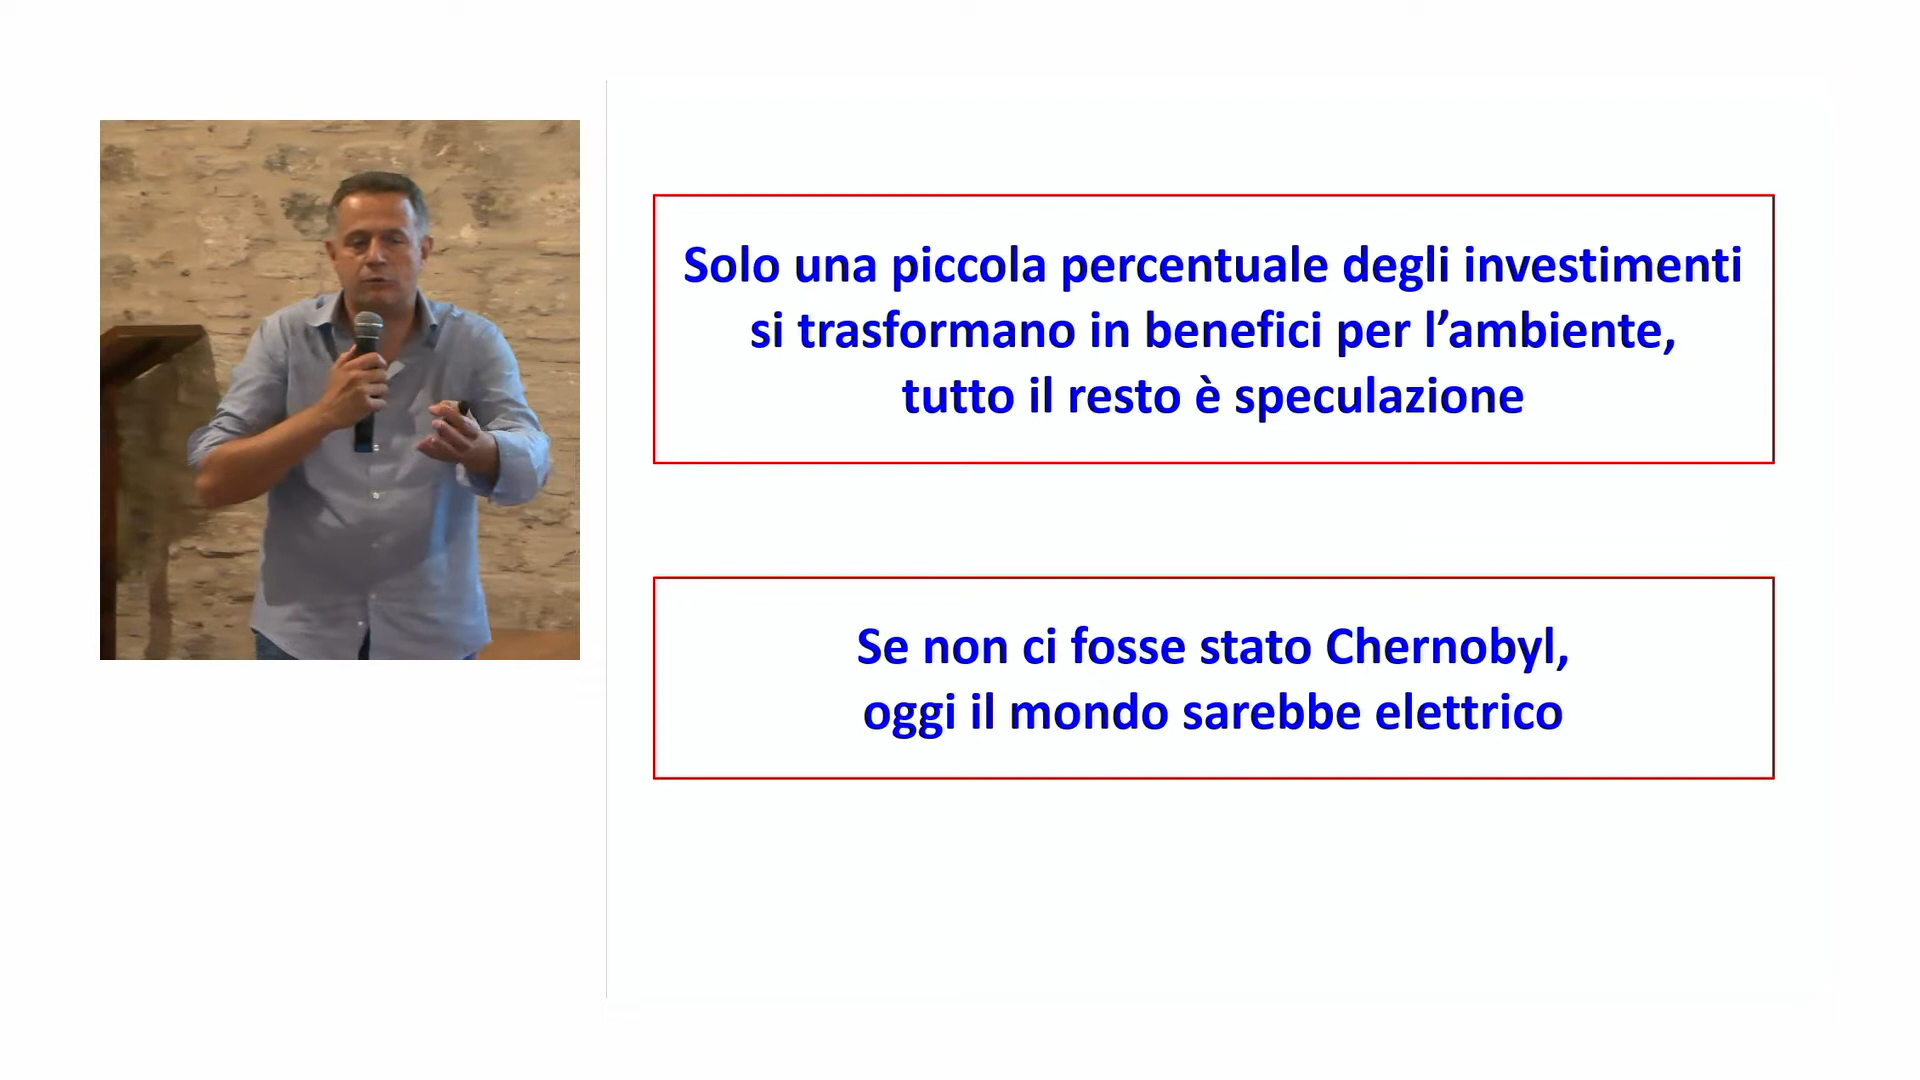 Solo una piccola percentuale degli investimenti
si trasformano in benefici per l’ambiente,
tutto il resto è speculazione
Se non ci fosse stato Chernobyl,
oggi il mondo sarebbe elettrico